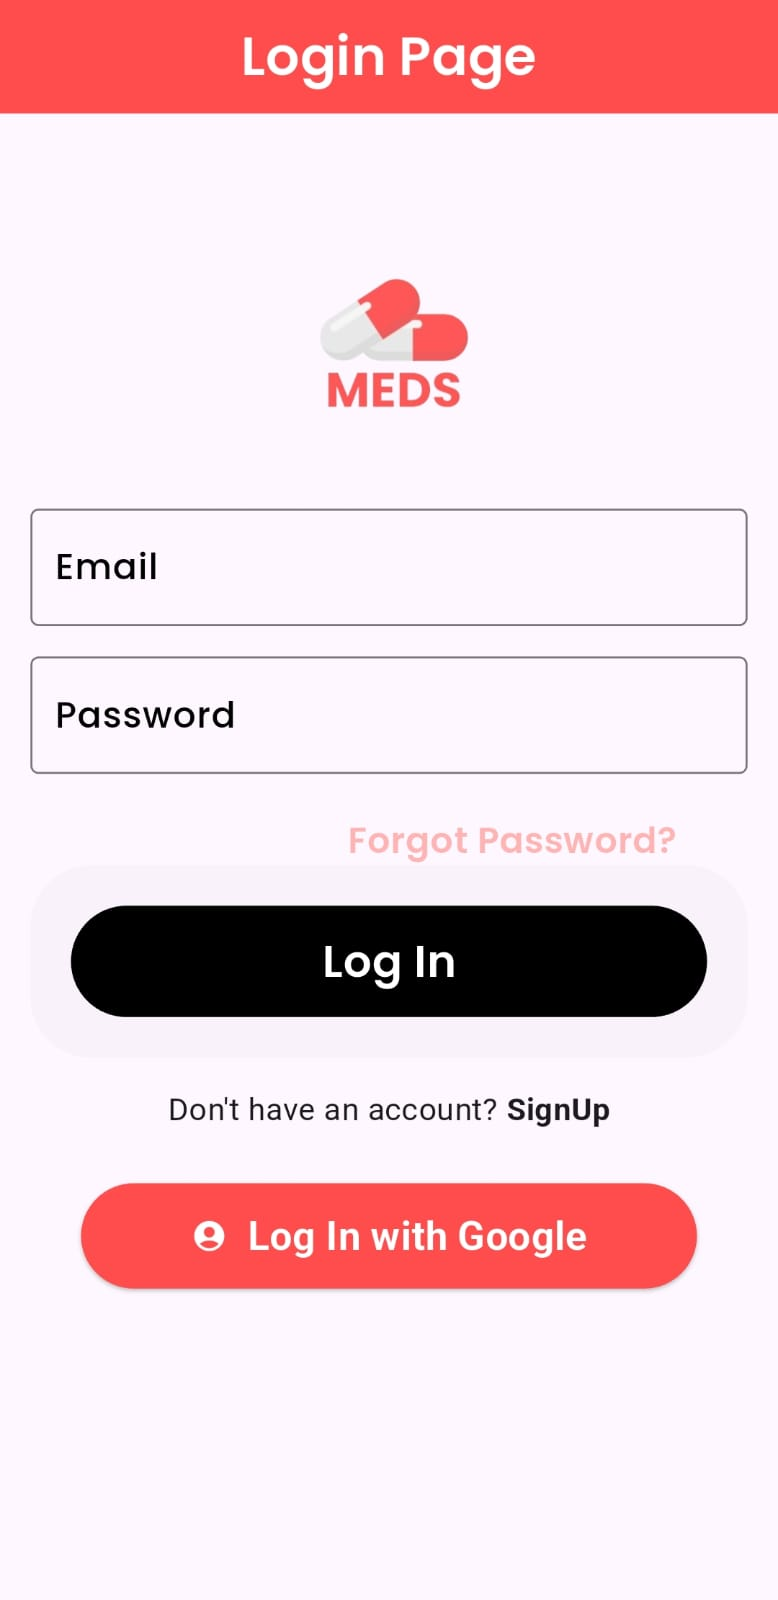 Login Page
MEDS
Email
Password
Forgot Password?
Log In
Don't have an account? SignUp
Log In with Google